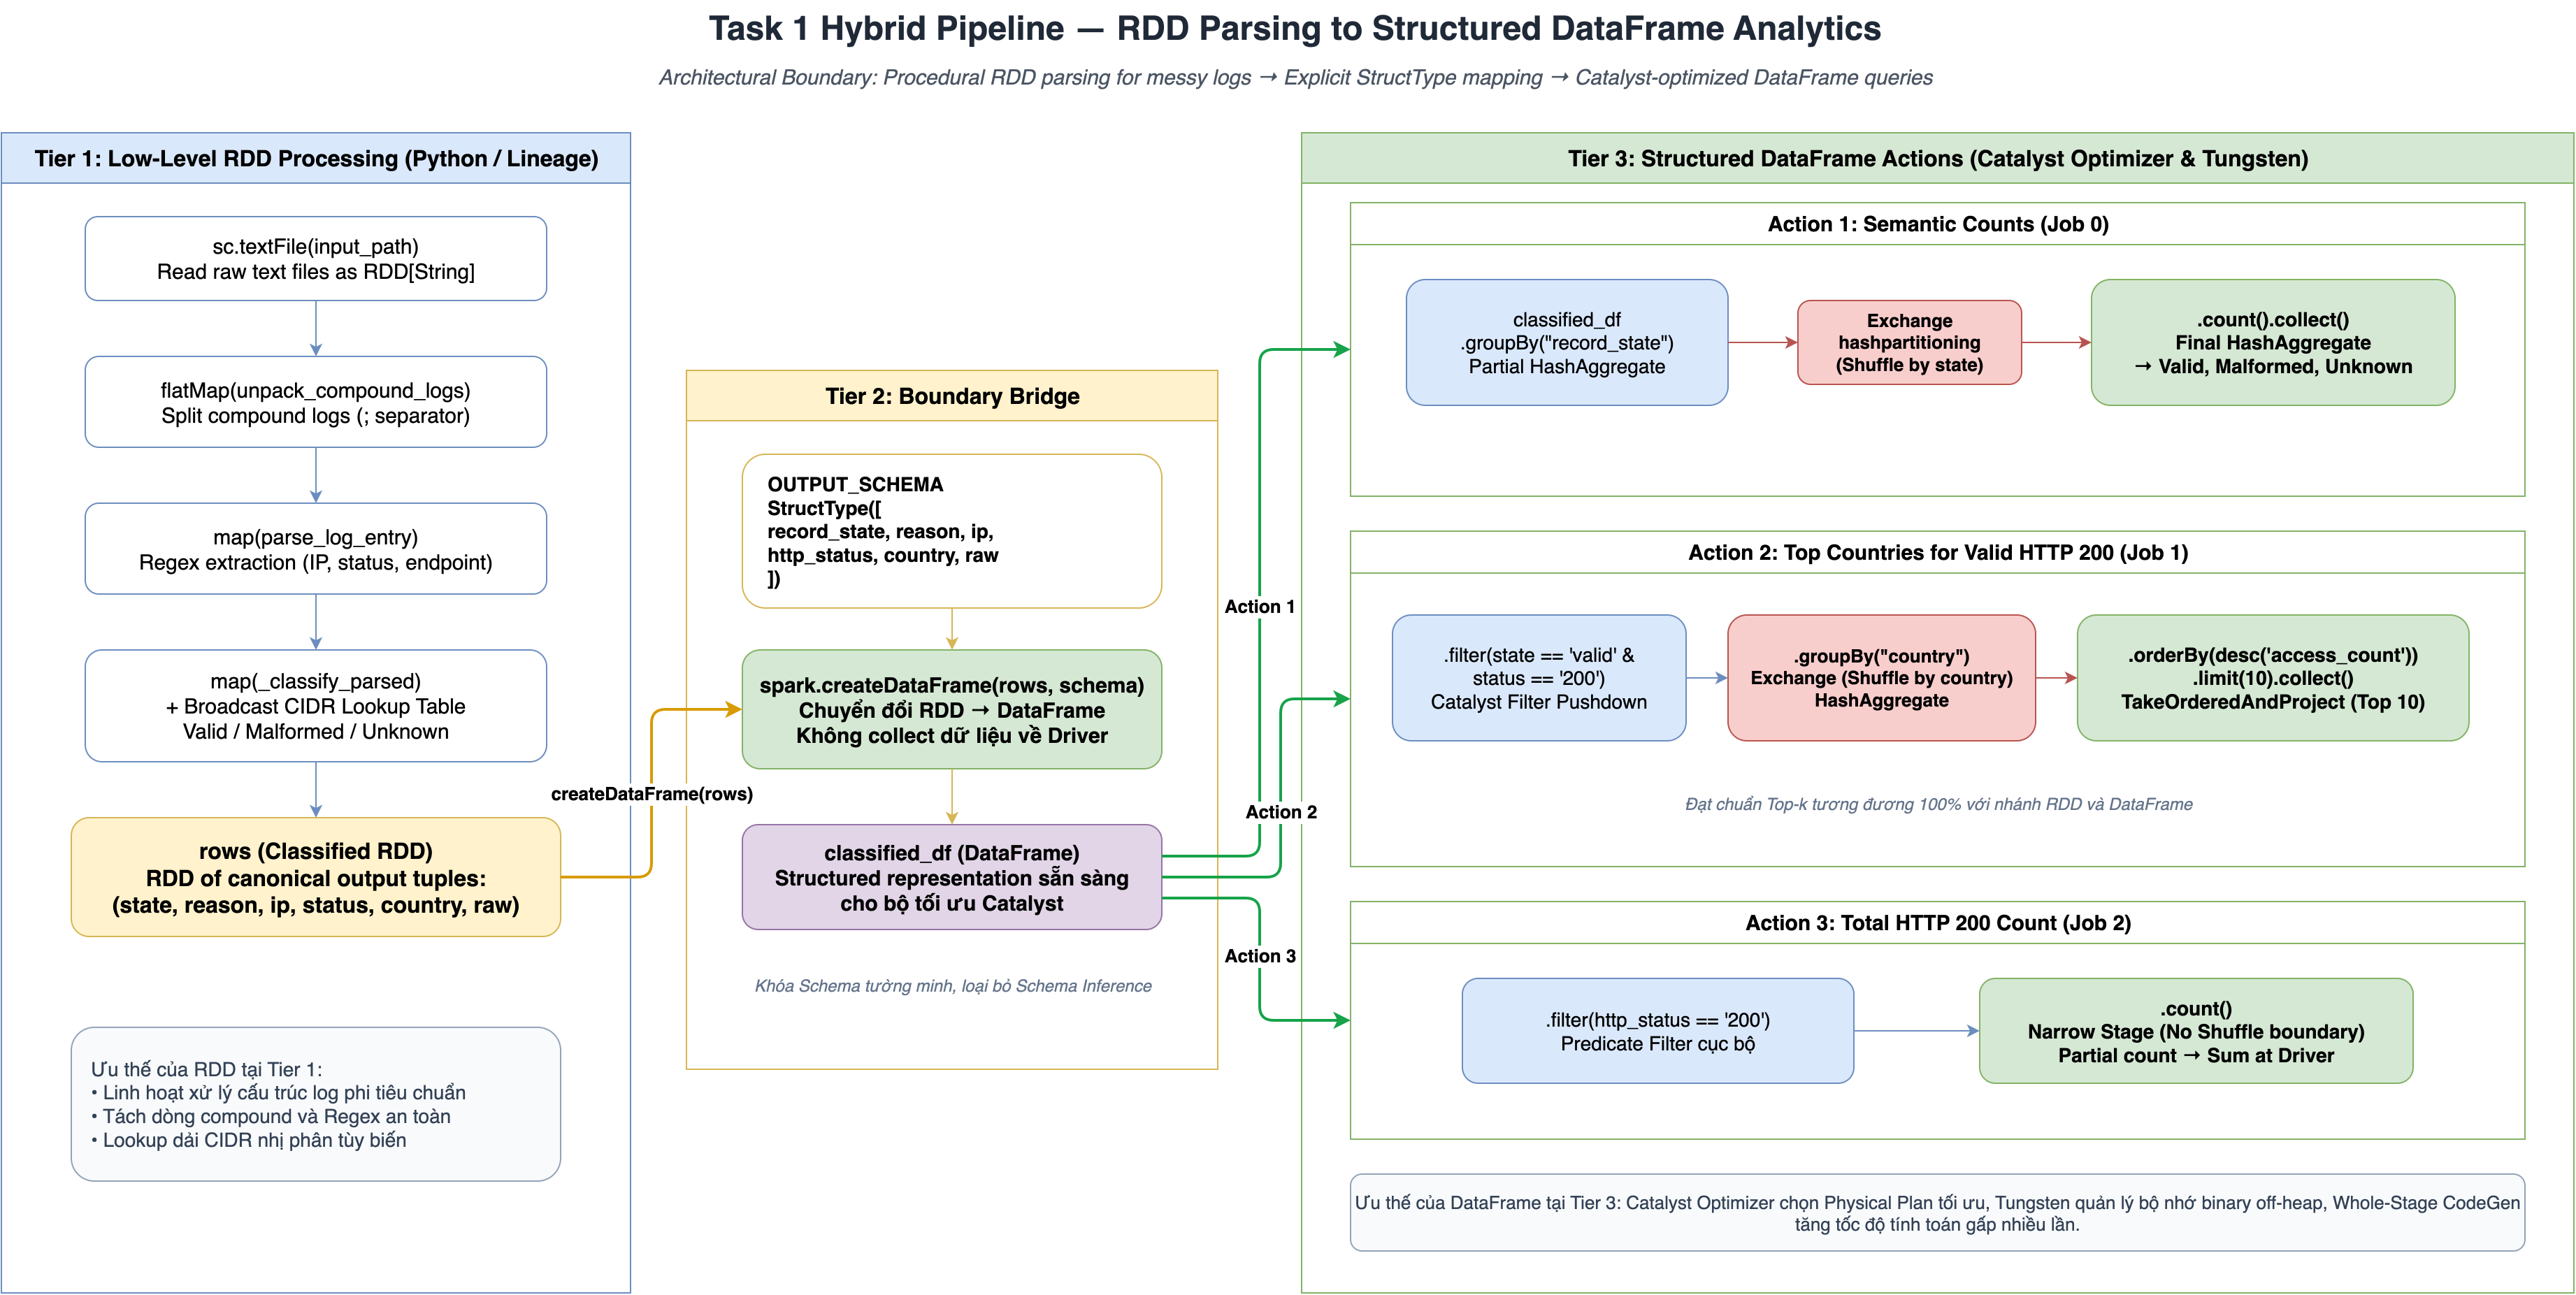 Task 1 Hybrid Pipeline — RDD Parsing to Structured DataFrame Analytics
Architectural Boundary: Procedural RDD parsing for messy logs → Explicit StructType mapping → Catalyst-optimized DataFrame queries
Tier 1: Low-Level RDD Processing (Python / Lineage)
sc.textFile(input_path)
Read raw text files as RDD[String]
flatMap(unpack_compound_logs)
Split compound logs (; separator)
map(parse_log_entry)
Regex extraction (IP, status, endpoint)
map(_classify_parsed)
+ Broadcast CIDR Lookup Table
Valid / Malformed / Unknown
rows (Classified RDD)
RDD of canonical output tuples:
(state, reason, ip, status, country, raw)
Ưu thế của RDD tại Tier 1:
• Linh hoạt xử lý cấu trúc log phi tiêu chuẩn
• Tách dòng compound và Regex an toàn
• Lookup dải CIDR nhị phân tùy biến
createDataFrame(rows)
Tier 2: Boundary Bridge
OUTPUT_SCHEMA
StructType([
record_state, reason, ip,
http_status, country, raw
])
spark.createDataFrame(rows, schema)
Chuyển đổi RDD → DataFrame
Không collect dữ liệu về Driver
classified_df (DataFrame)
Structured representation sẵn sàng
cho bộ tối ưu Catalyst
Khóa Schema tường minh, loại bỏ Schema Inference
Action 1
Action 2
Action 3
Tier 3: Structured DataFrame Actions (Catalyst Optimizer & Tungsten)
Action 1: Semantic Counts (Job 0)
classified_df
.groupBy("record_state")
Partial HashAggregate
Exchange
hashpartitioning
(Shuffle by state)
.count().collect()
Final HashAggregate
→ Valid, Malformed, Unknown
Action 2: Top Countries for Valid HTTP 200 (Job 1)
.filter(state == 'valid' &
status == '200')
Catalyst Filter Pushdown
.groupBy("country")
Exchange (Shuffle by country)
HashAggregate
.orderBy(desc('access_count'))
.limit(10).collect()
TakeOrderedAndProject (Top 10)
Đạt chuẩn Top-k tương đương 100% với nhánh RDD và DataFrame
Action 3: Total HTTP 200 Count (Job 2)
.filter(http_status == '200')
Predicate Filter cục bộ
.count()
Narrow Stage (No Shuffle boundary)
Partial count → Sum at Driver
Ưu thế của DataFrame tại Tier 3: Catalyst Optimizer chọn Physical Plan tối ưu, Tungsten quản lý bộ nhớ binary off-heap, Whole-Stage CodeGen
tăng tốc độ tính toán gấp nhiều lần.